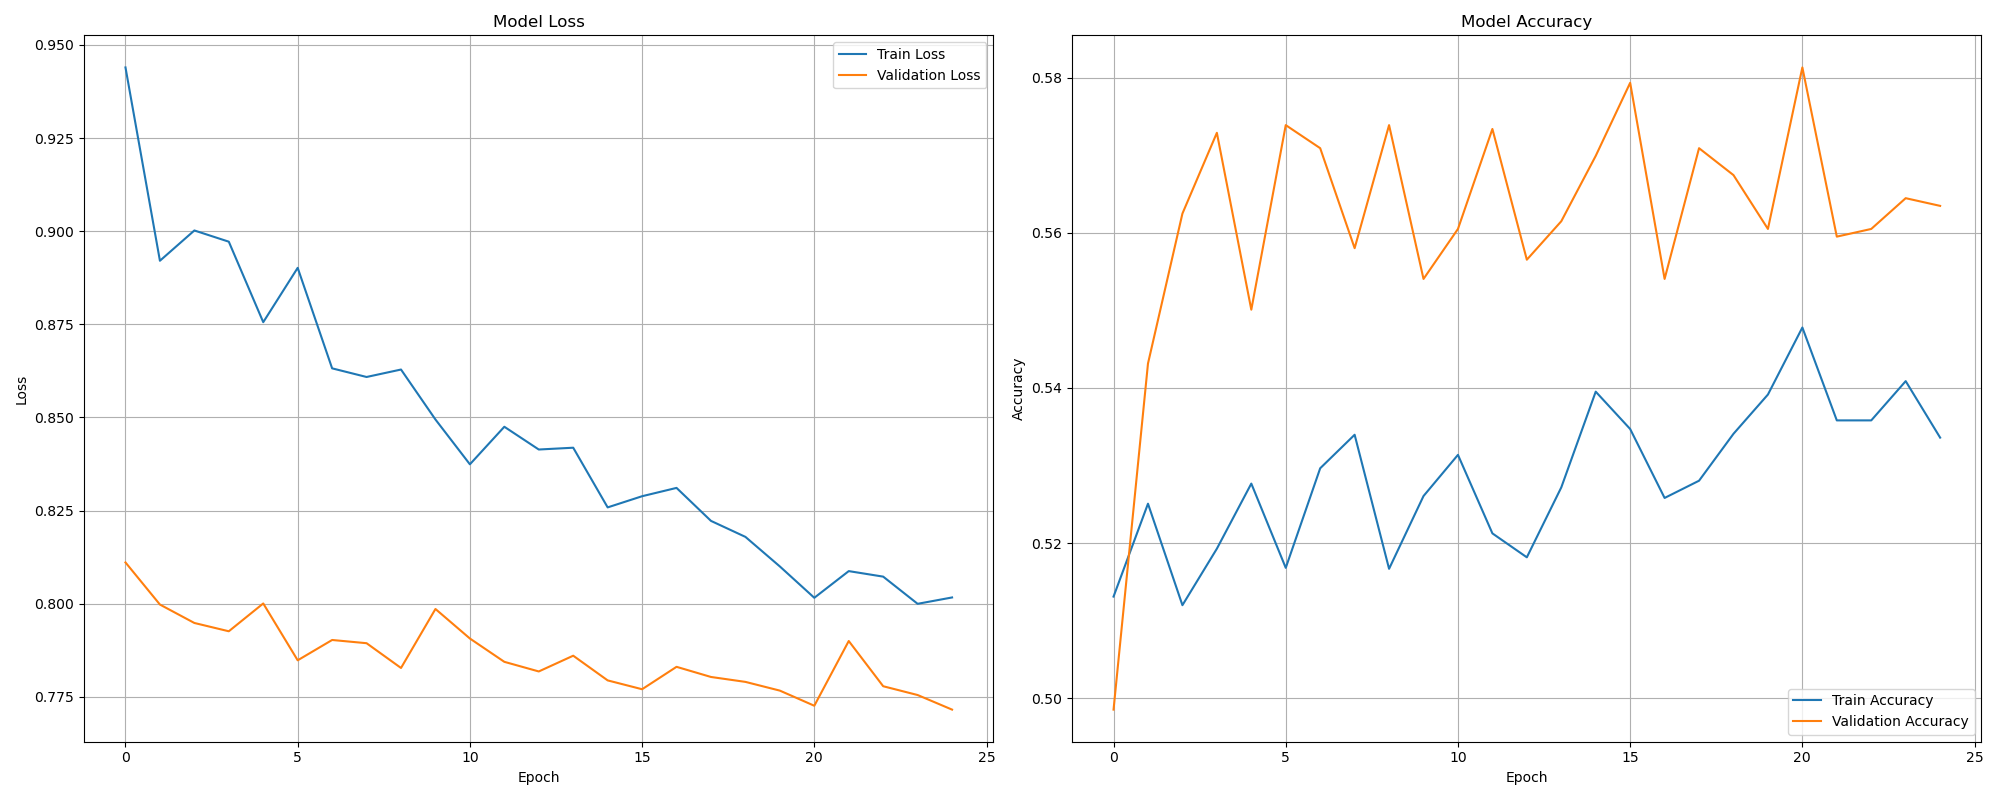 Model Loss
0.950
0.925
0.900
0.875
0.850
0.825
0.800
0.775
Loss
0
5
10
15
20
25
Epoch
Train Loss
Validation Loss
Model Accuracy
0.58
0.56
0.54
0.52
0.50
Accuracy
0
5
10
15
20
25
Epoch
Train Accuracy
Validation Accuracy